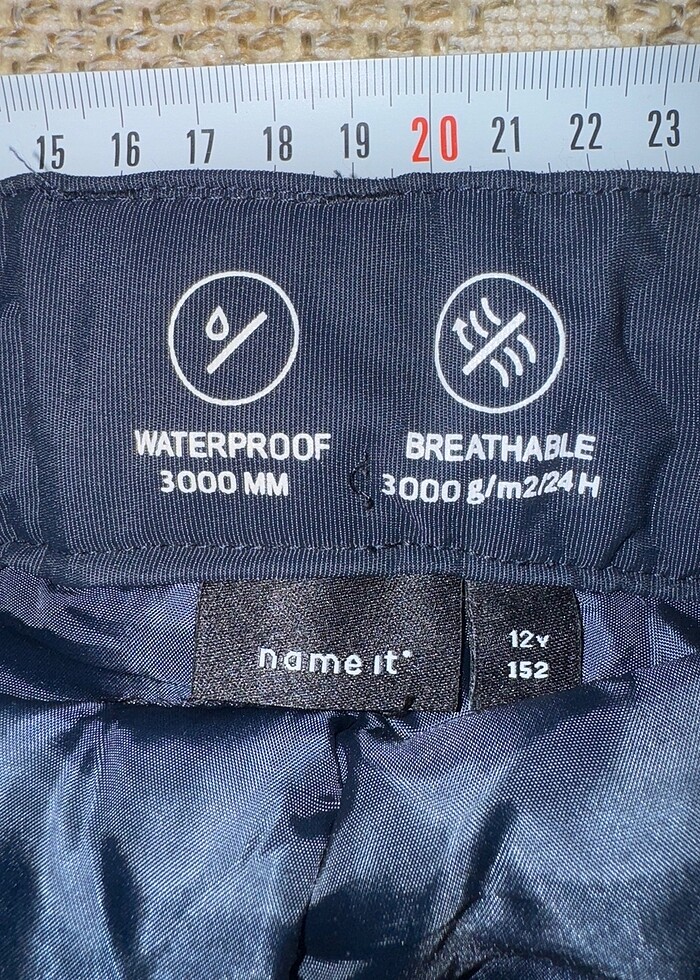 15 16 17 18 19 20 21 22 23
WATERPROOF
3000 MM
BREATHABLE
3000 g/m2/24 H
name it
12y
152